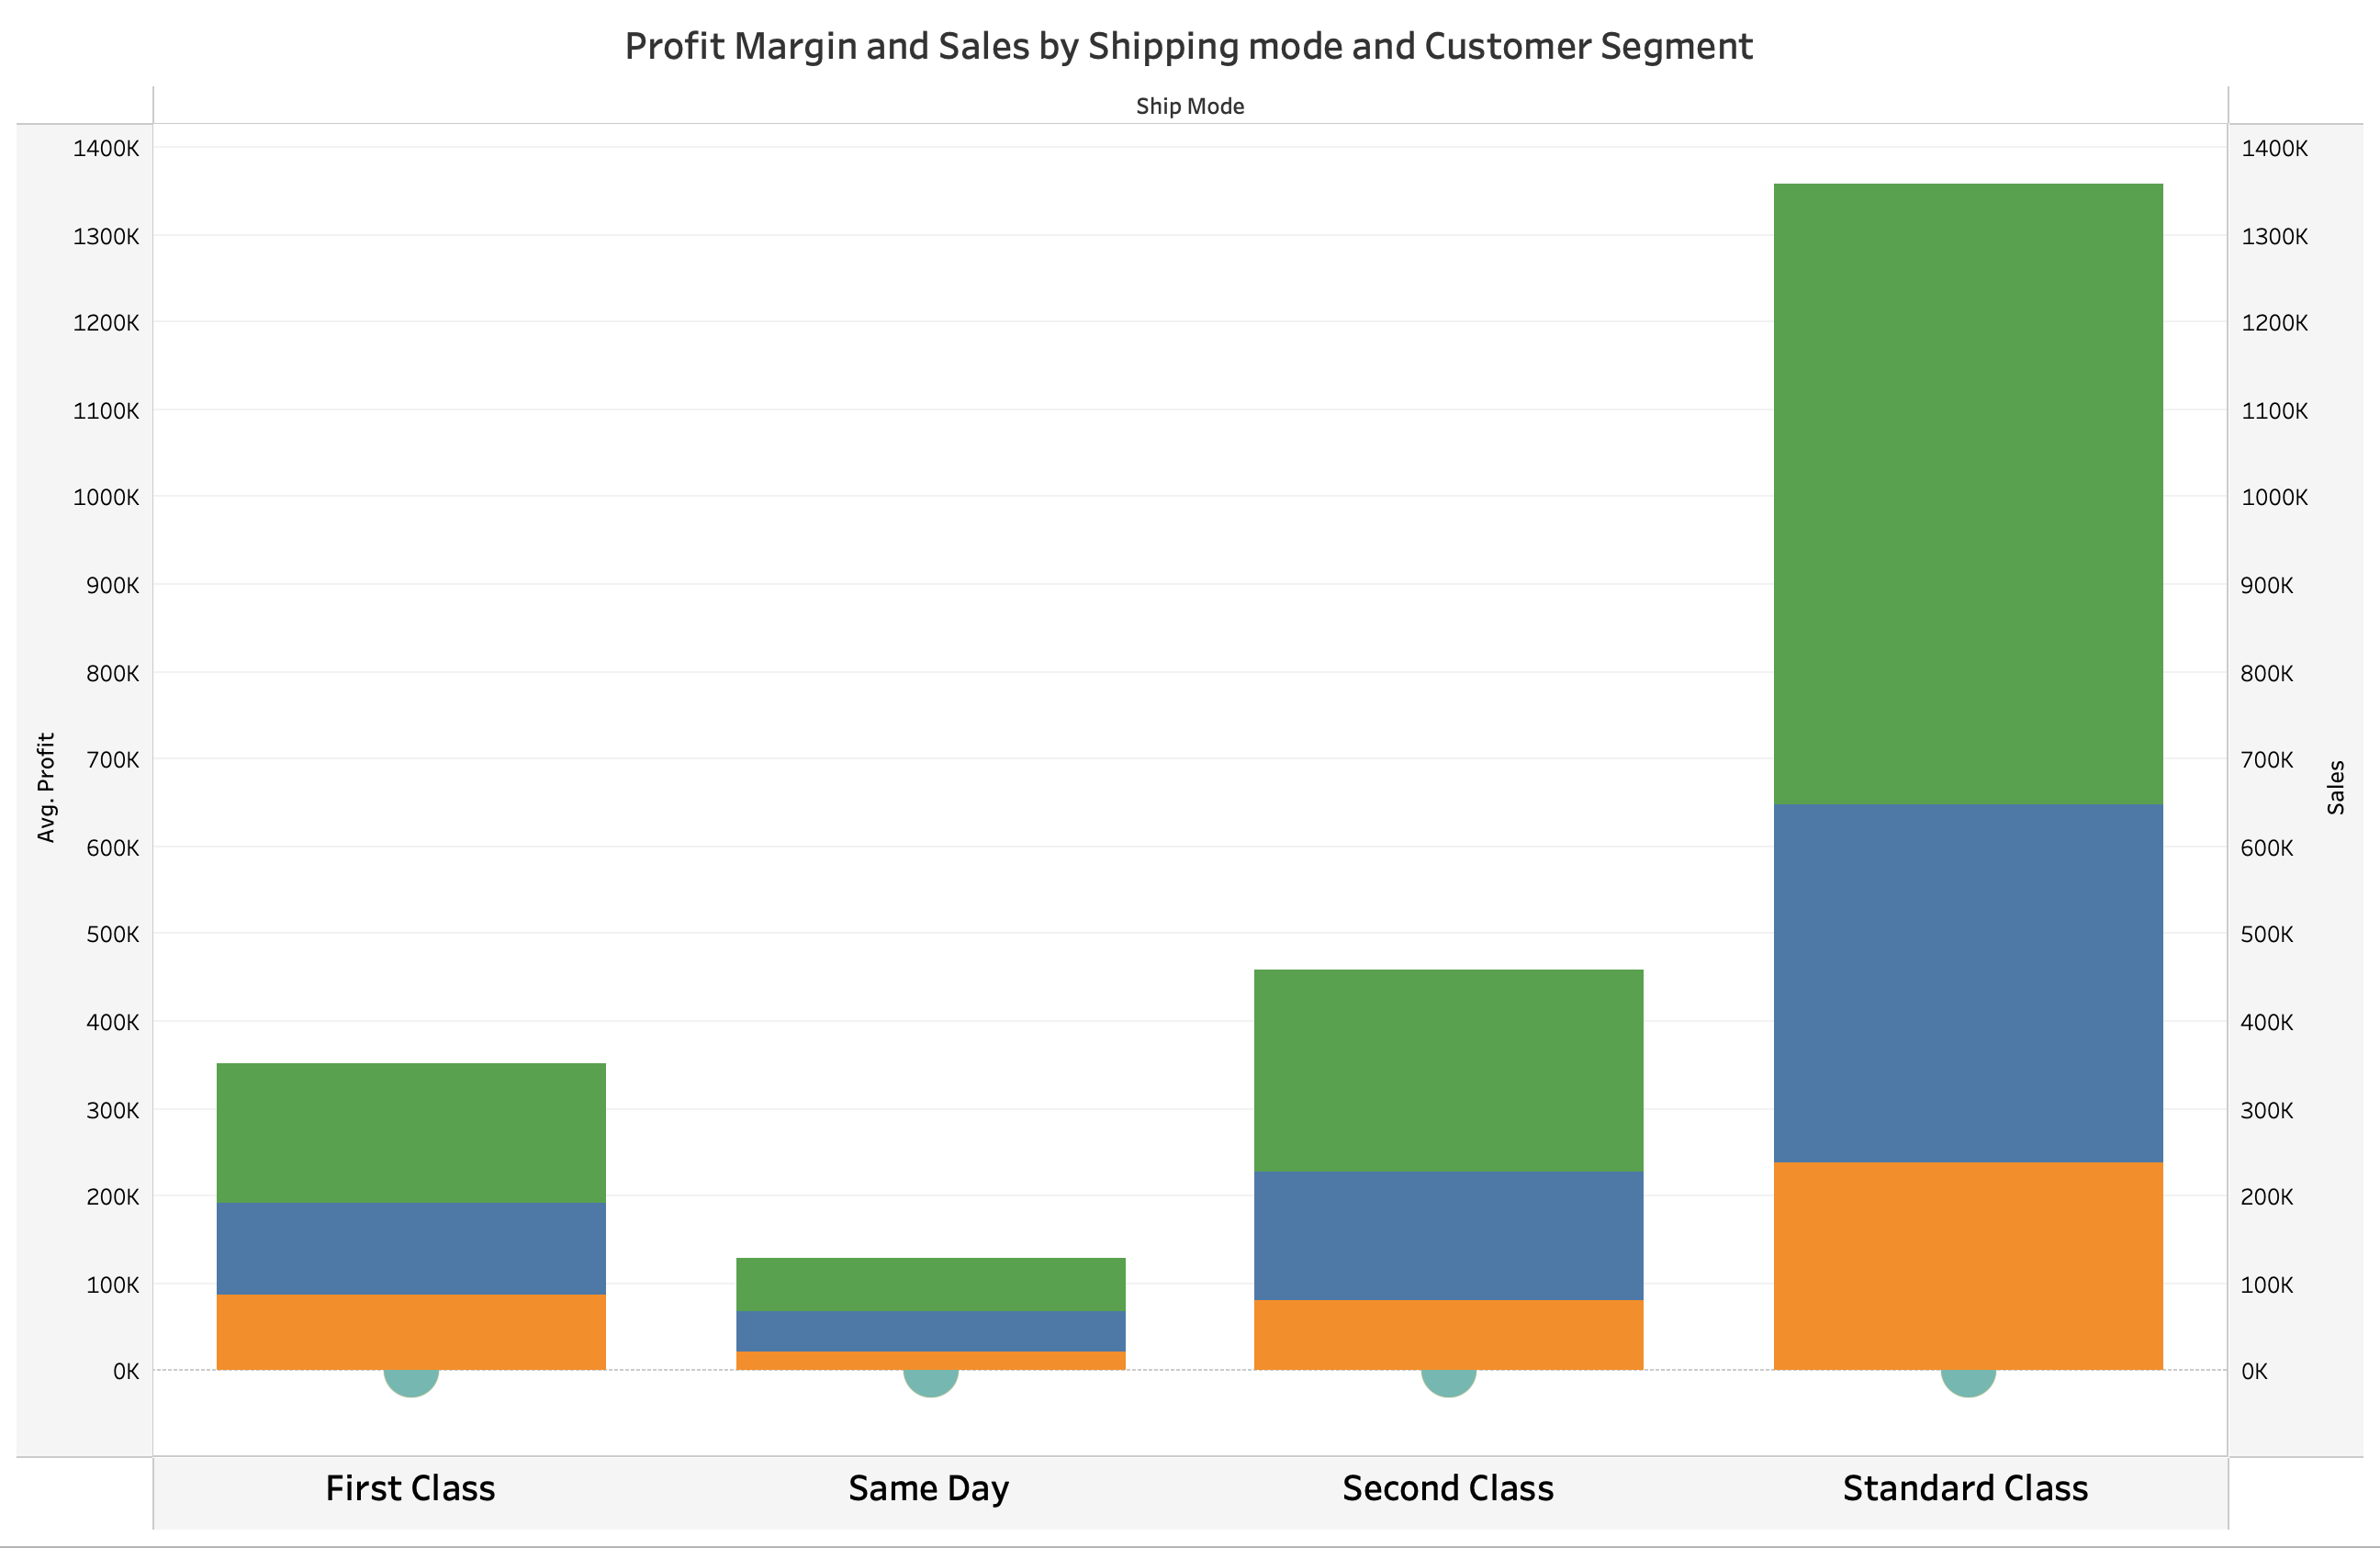 Profit Margin and Sales by Shipping mode and Customer Segment
Ship Mode
1400K
1300K
1200K
1100K
1000K
900K
800K
700K
600K
500K
400K
300K
200K
100K
0K
Avg. Profit
1400K
1300K
1200K
1100K
1000K
900K
800K
700K
600K
500K
400K
300K
200K
100K
0K
Sales
First Class
Same Day
Second Class
Standard Class